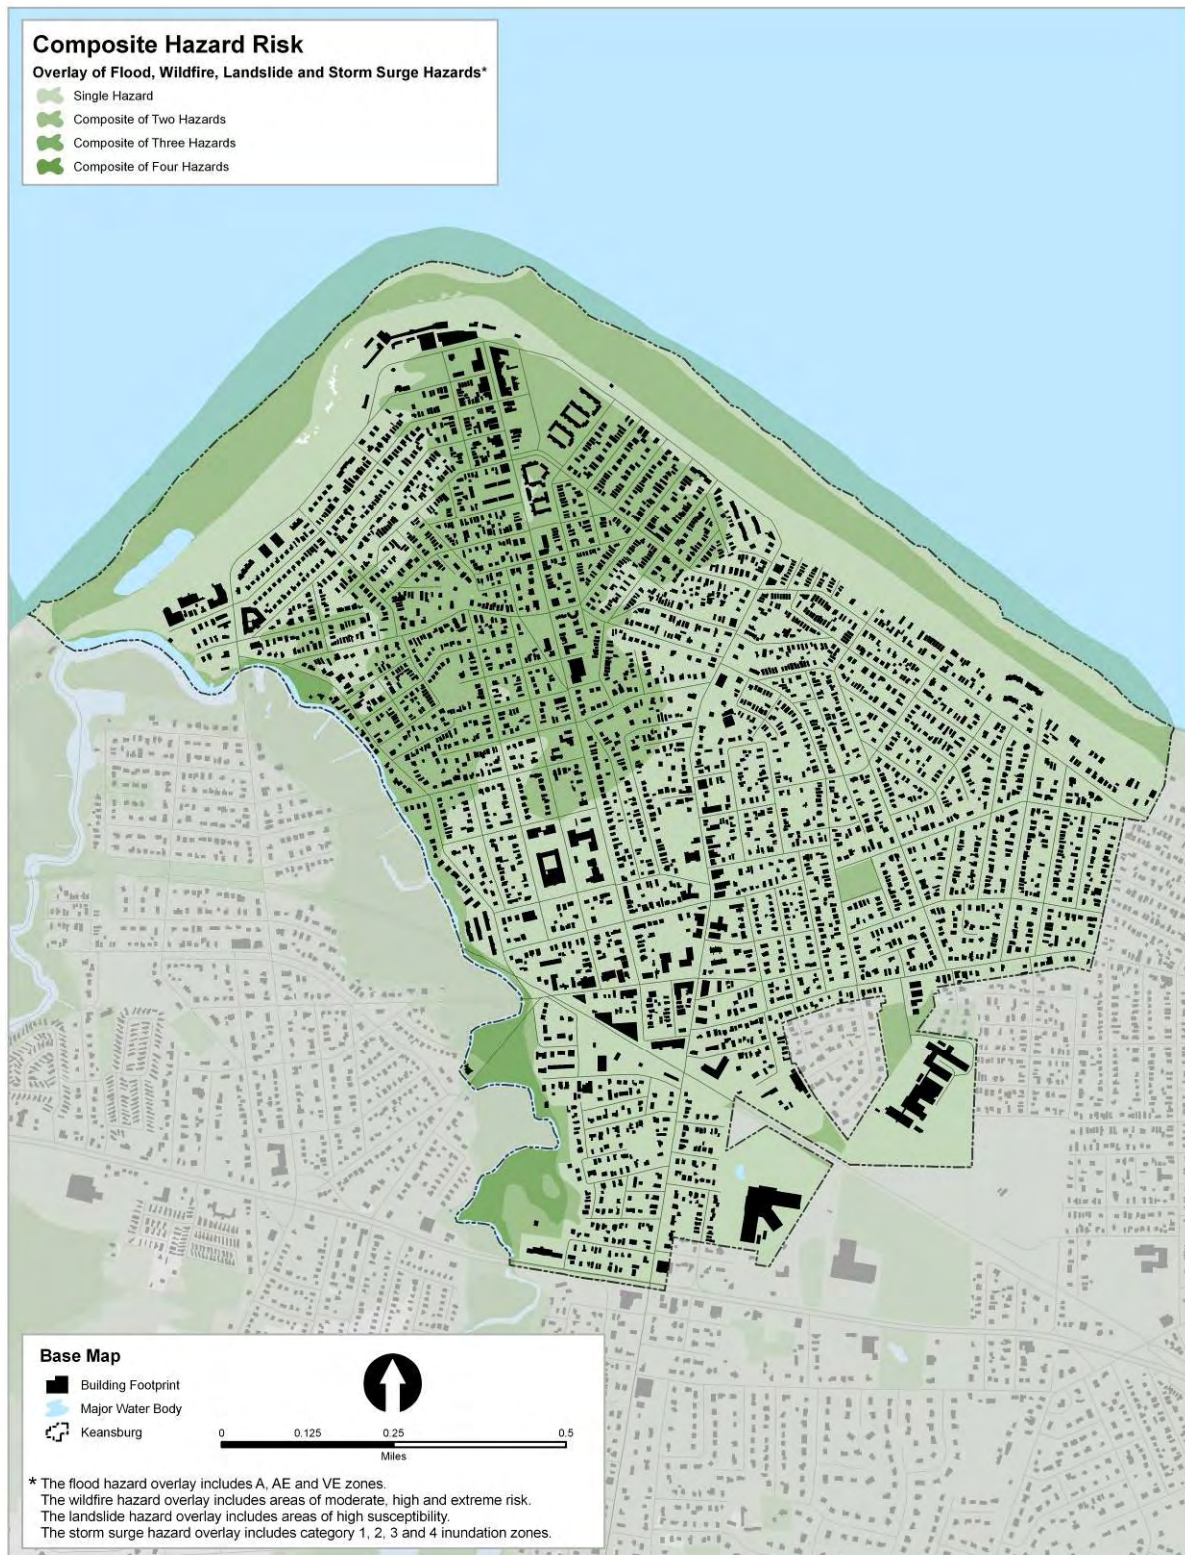 Composite Hazard Risk
Overlay of Flood, Wildfire, Landslide and Storm Surge Hazards*
Single Hazard
Composite of Two Hazards
Composite of Three Hazards
Composite of Four Hazards
Base Map
Building Footprint
Major Water Body
Keansburg
0 0.125 0.25 0.5
Miles
* The flood hazard overlay includes A, AE and VE zones.
The wildfire hazard overlay includes areas of moderate, high and extreme risk.
The landslide hazard overlay includes areas of high susceptibility.
The storm surge hazard overlay includes category 1, 2, 3 and 4 inundation zones.